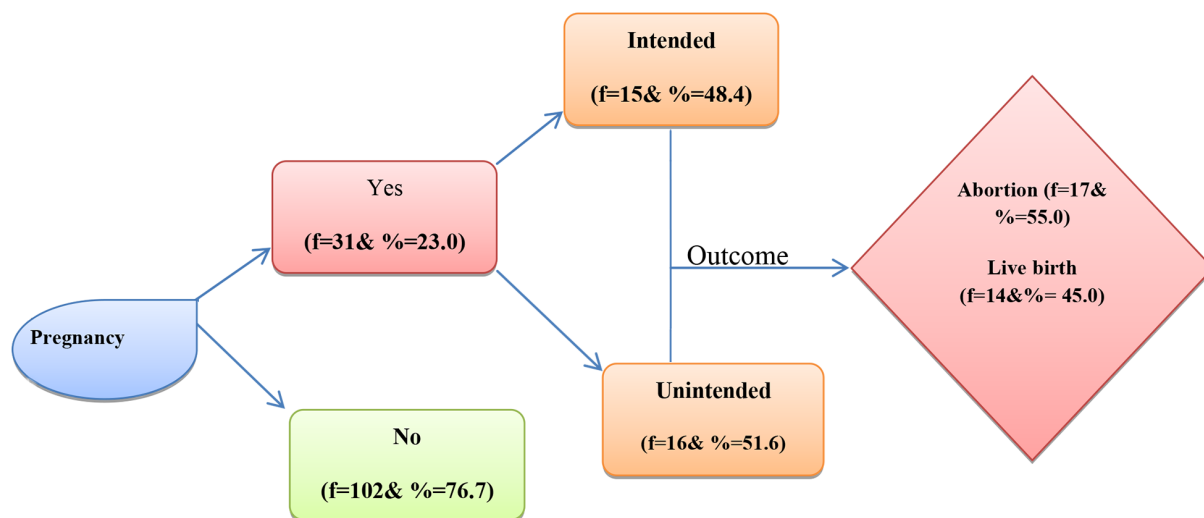 Pregnancy
Yes
(f=31& %=23.0)
No
(f=102& %=76.7)
Intended
(f=15& %=48.4)
Unintended
(f=16& %=51.6)
Outcome
Abortion (f=17&
%=55.0)
Live birth
(f=14&%= 45.0)